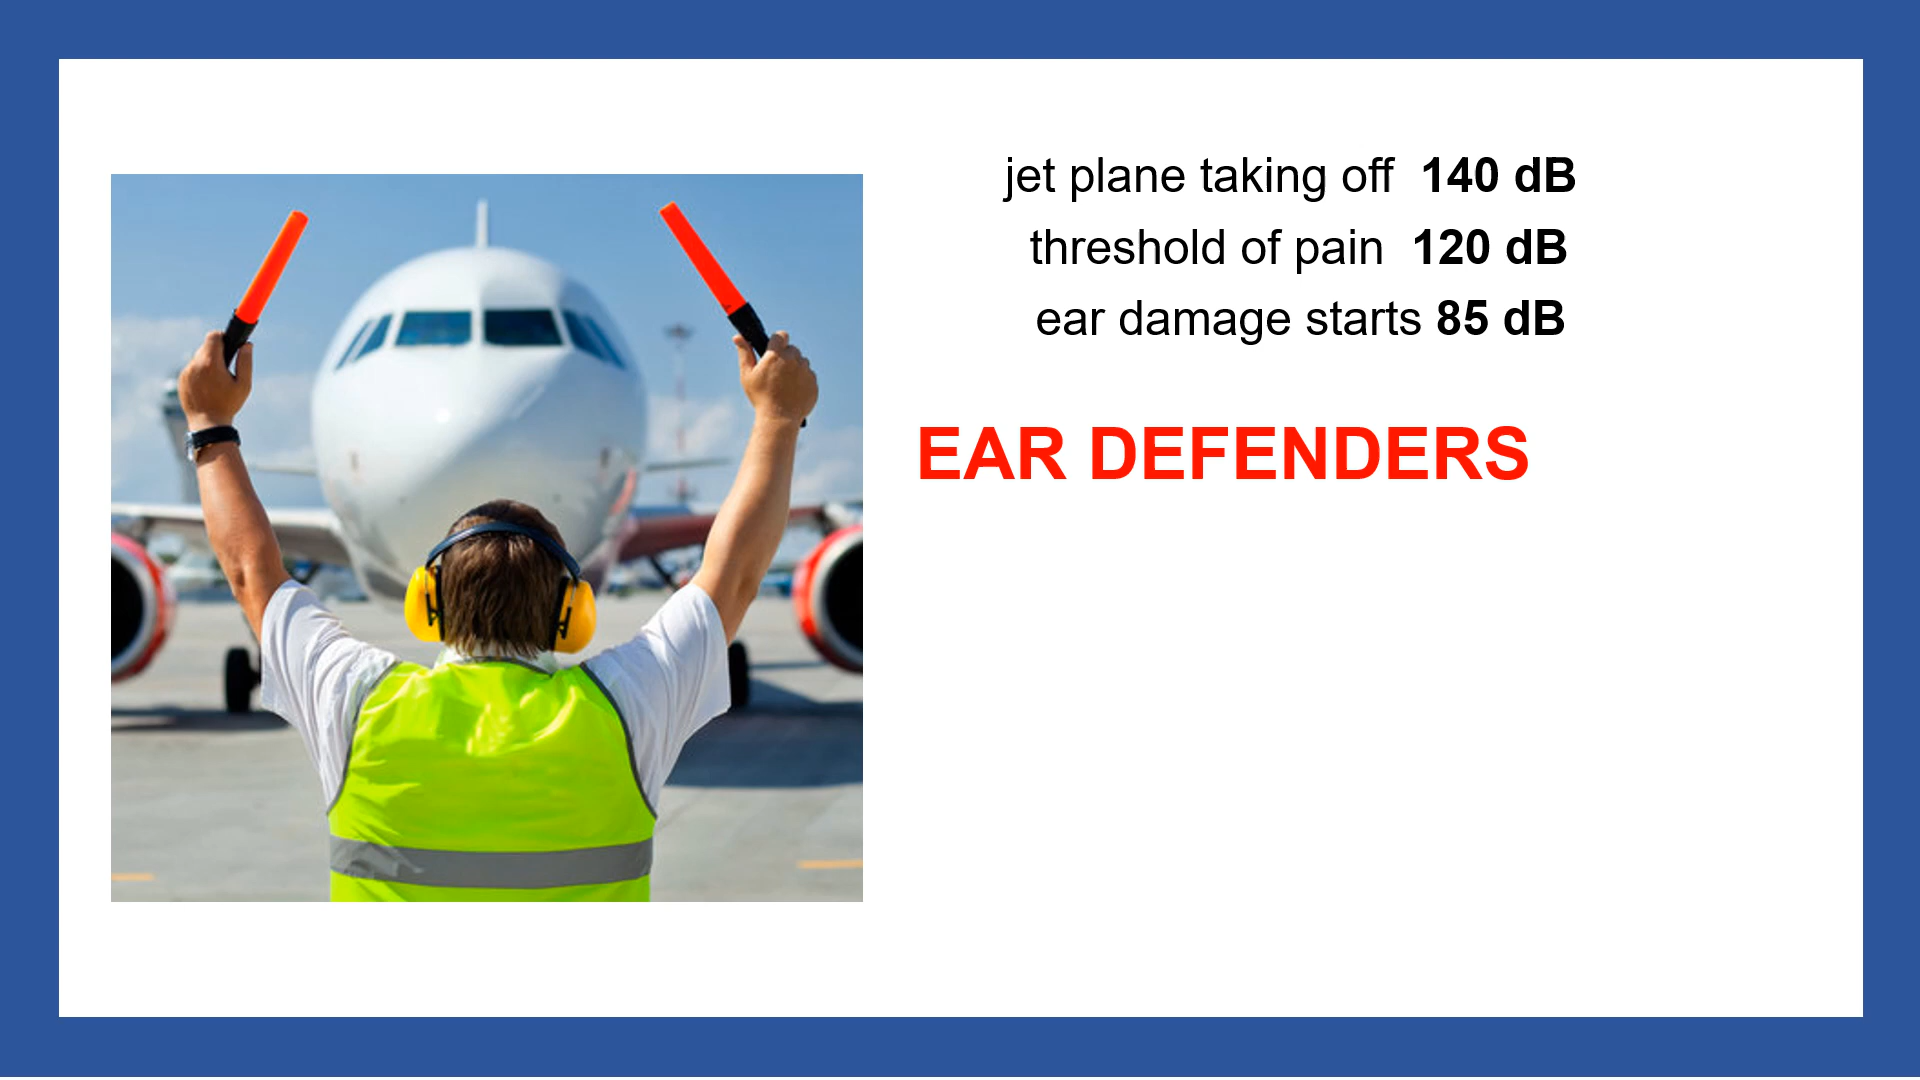 jet plane taking off 140 dB
threshold of pain 120 dB
ear damage starts 85 dB
EAR DEFENDERS